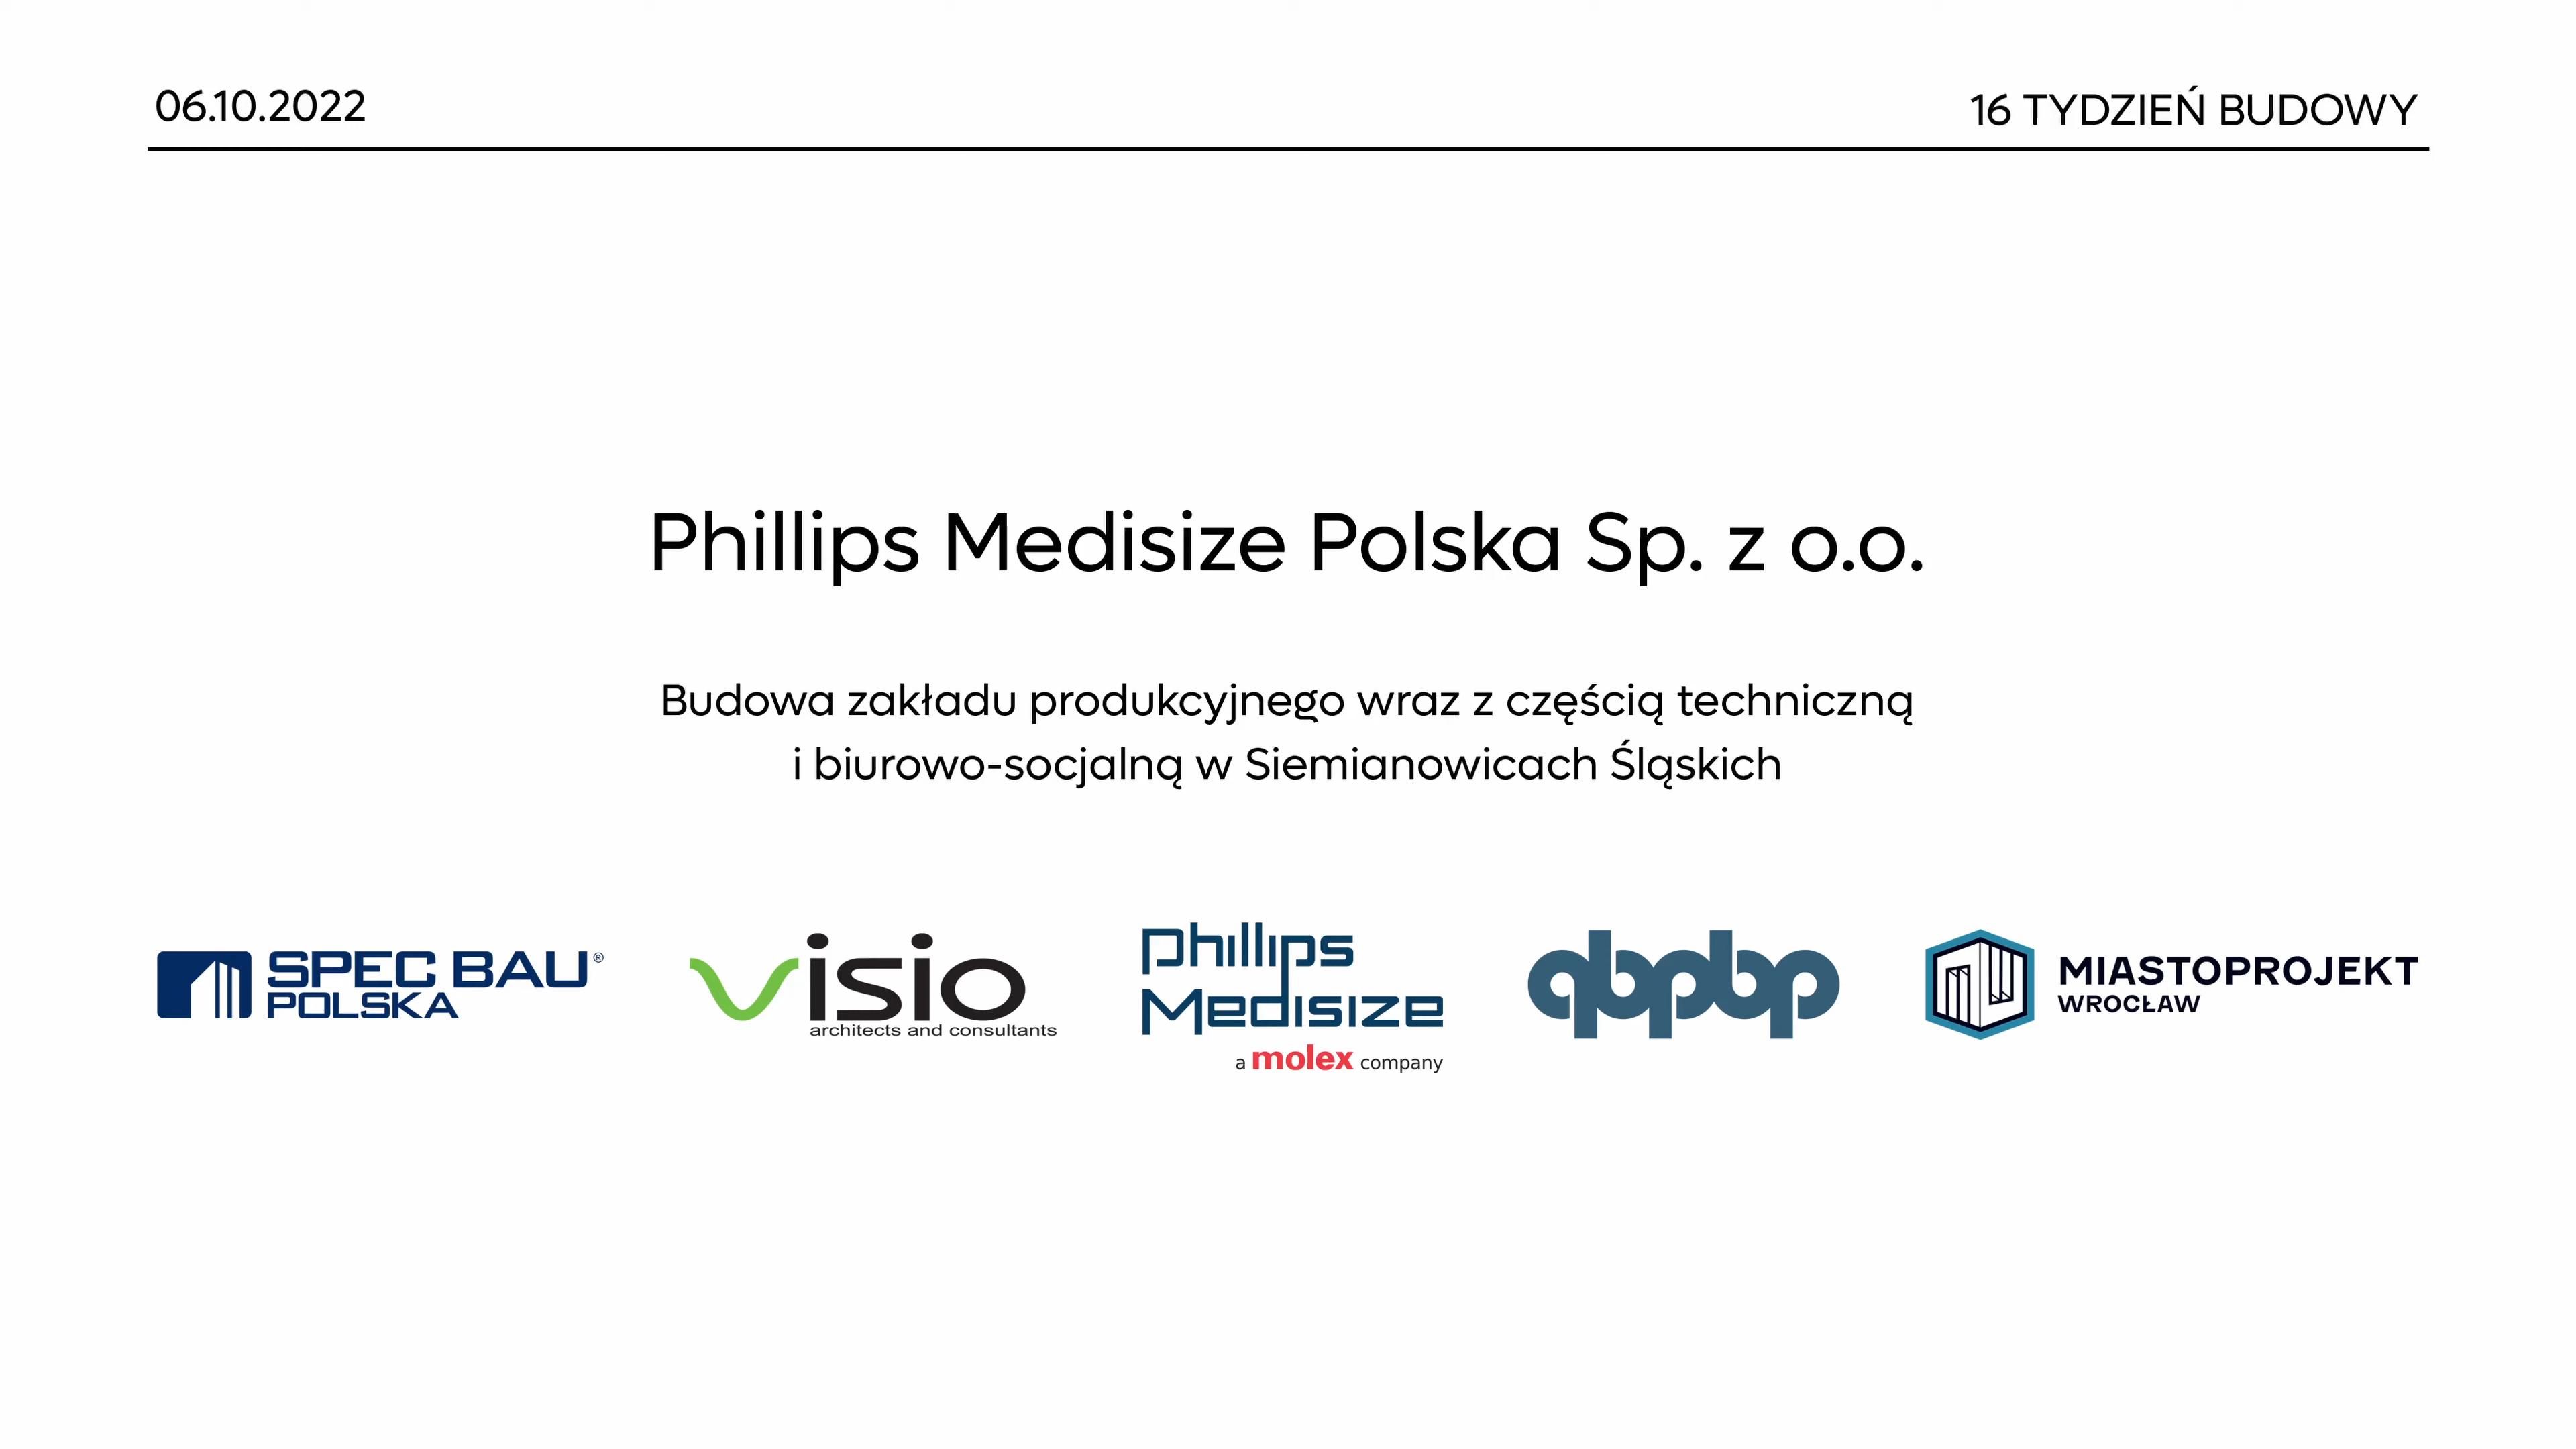 06.10.2022
16 TYDZIEŃ BUDOWY
Phillips Medisize Polska Sp. z o.o.
Budowa zakładu produkcyjnego wraz z częścią techniczną
i biurowo-socjalną w Siemianowicach Śląskich
SPEC BAU®
POLSKA
visio
architects and consultants
phillips
Medisize
a molex company
qbpbp
MIASTOPROJEKT
WROCŁAW